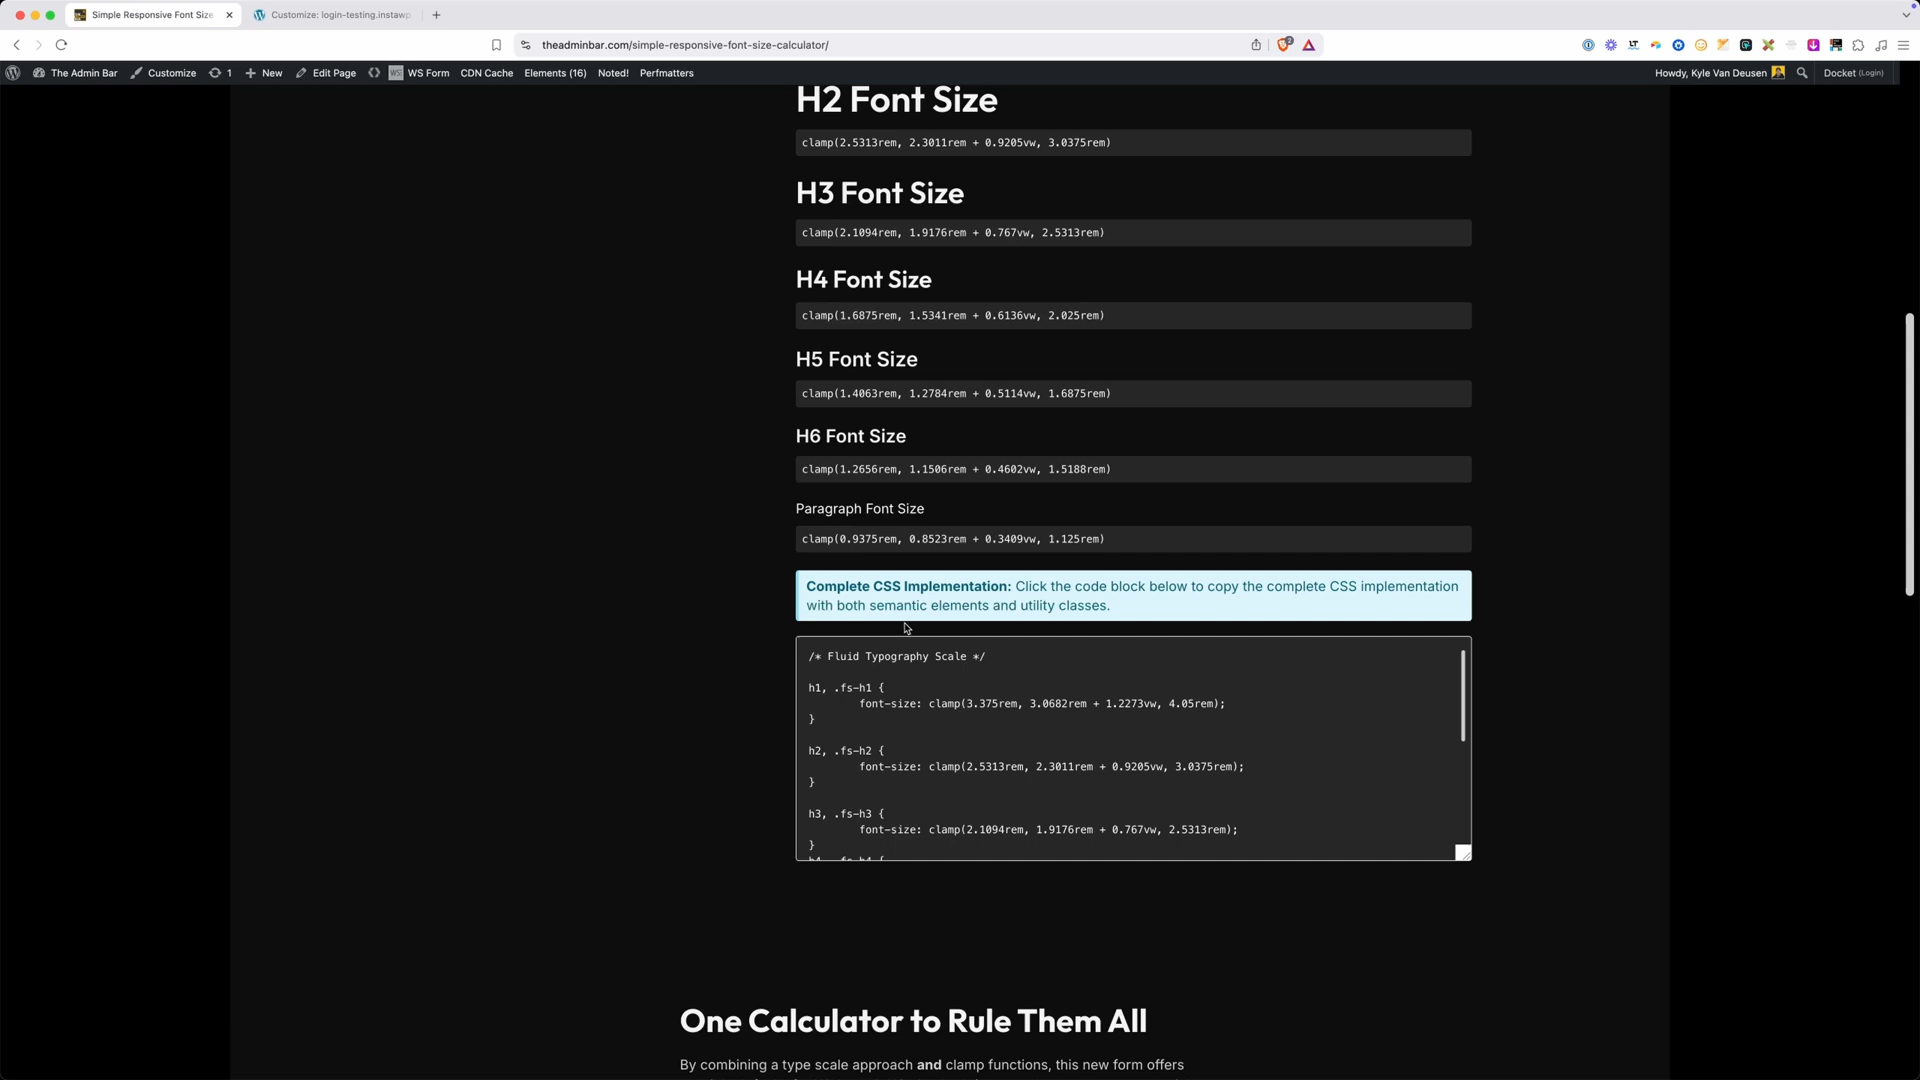 Simple Responsive Font Size
Customize: login-testing.instawp
theadminbar.com/simple-responsive-font-size-calculator/
The Admin Bar
Customize
1
New
Edit Page
WS Form
CDN Cache
Elements (16)
Noted!
Perfmatters
Howdy, Kyle Van Deusen
Docket (Login)
H2 Font Size
clamp(2.5313rem, 2.3011rem + 0.9205vw, 3.0375rem)
H3 Font Size
clamp(2.1094rem, 1.9176rem + 0.767vw, 2.5313rem)
H4 Font Size
clamp(1.6875rem, 1.5341rem + 0.6136vw, 2.025rem)
H5 Font Size
clamp(1.4063rem, 1.2784rem + 0.5114vw, 1.6875rem)
H6 Font Size
clamp(1.2656rem, 1.1506rem + 0.4602vw, 1.5188rem)
Paragraph Font Size
clamp(0.9375rem, 0.8523rem + 0.3409vw, 1.125rem)
Complete CSS Implementation: Click the code block below to copy the complete CSS implementation
with both semantic elements and utility classes.
/* Fluid Typography Scale */
h1, .fs-h1 {
font-size: clamp(3.375rem, 3.0682rem + 1.2273vw, 4.05rem);
}
h2, .fs-h2 {
font-size: clamp(2.5313rem, 2.3011rem + 0.9205vw, 3.0375rem);
}
h3, .fs-h3 {
font-size: clamp(2.1094rem, 1.9176rem + 0.767vw, 2.5313rem);
}
h4, .fs-h4 {
One Calculator to Rule Them All
By combining a type scale approach and clamp functions, this new form offers